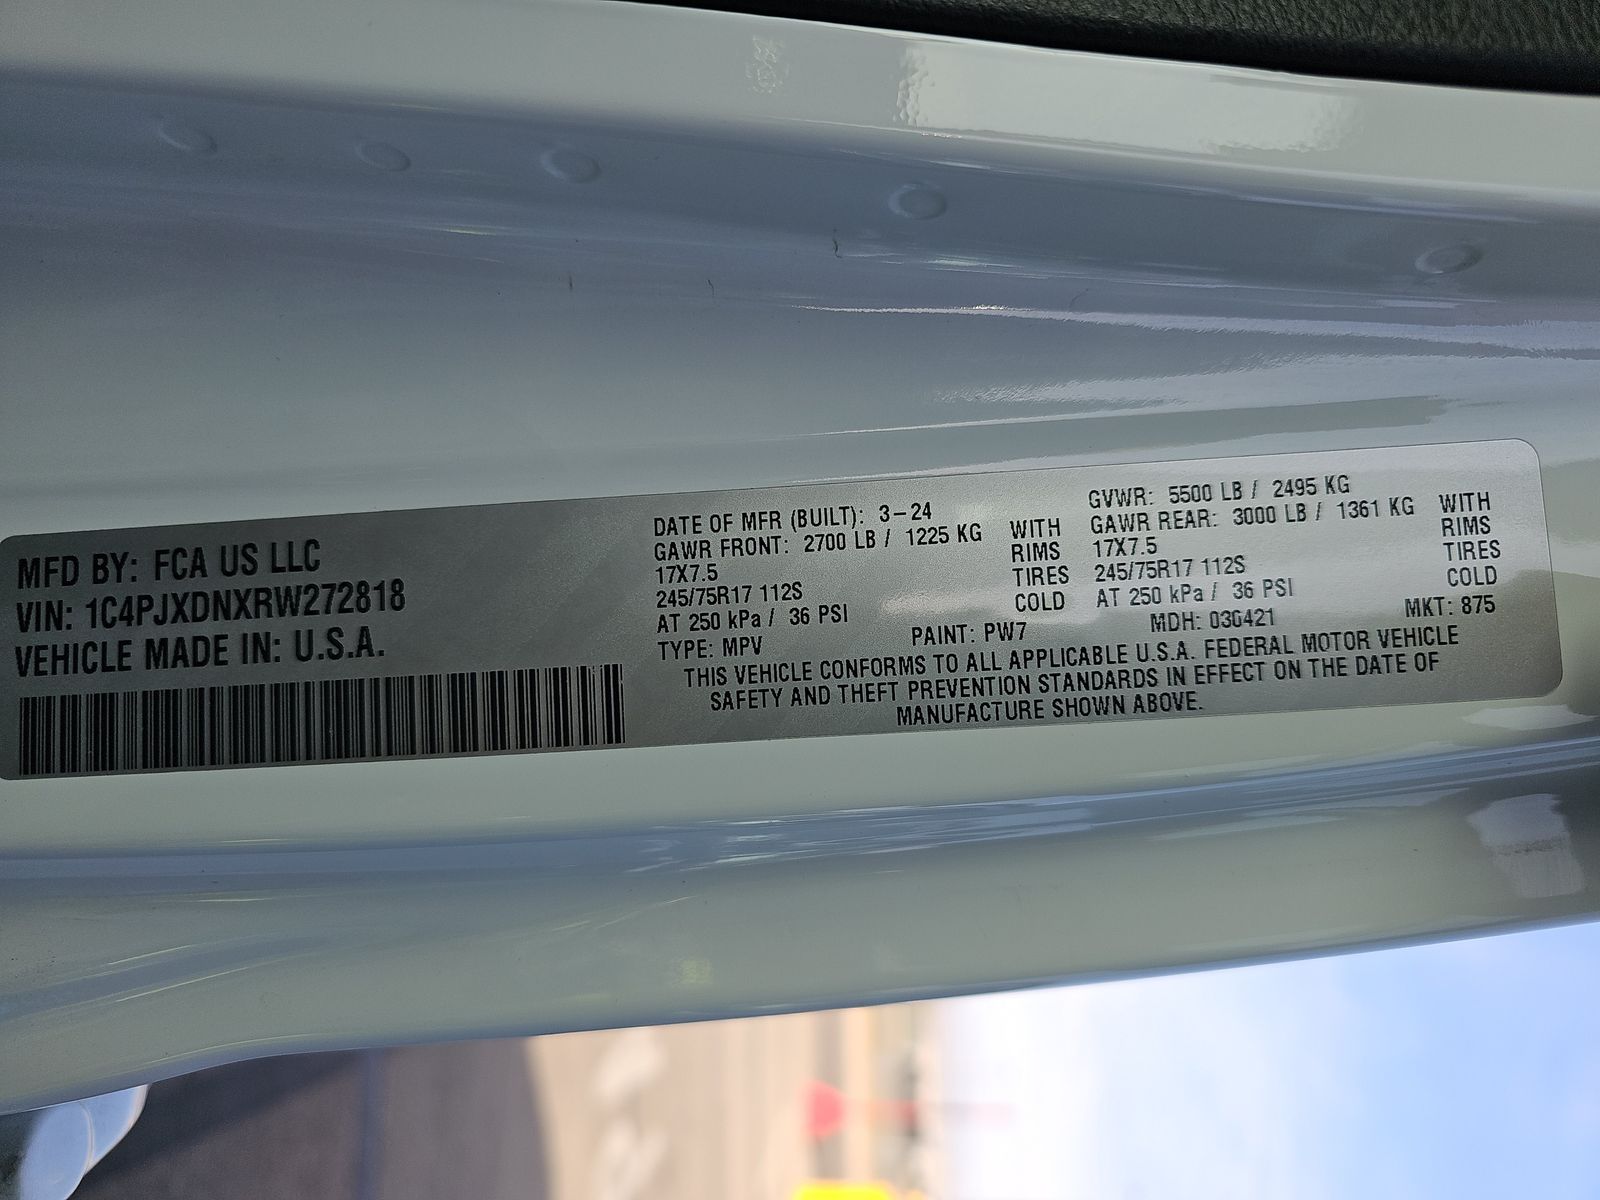 MFD BY: FCA US LLC
VIN: 1C4PJXDNXRW272818
VEHICLE MADE IN: U.S.A.
DATE OF MFR (BUILT): 3-24
GAWR FRONT: 2700 LB / 1225 KG WITH
17X7.5 RIMS
245/75R17 112S TIRES
AT 250 kPa / 36 PSI COLD
TYPE: MPV PAINT: PW7
GVWR: 5500 LB / 2495 KG
GAWR REAR: 3000 LB / 1361 KG WITH
17X7.5 RIMS
245/75R17 112S TIRES
AT 250 kPa / 36 PSI COLD
MDH: 030421 MKT: 875
THIS VEHICLE CONFORMS TO ALL APPLICABLE U.S.A. FEDERAL MOTOR VEHICLE
SAFETY AND THEFT PREVENTION STANDARDS IN EFFECT ON THE DATE OF
MANUFACTURE SHOWN ABOVE.